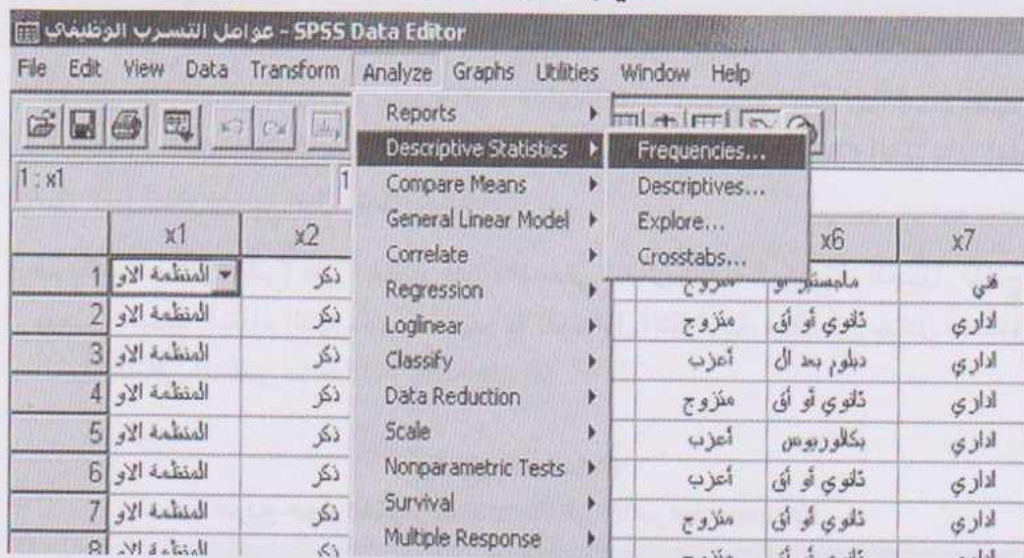 عوامل التسرب الوظيفي - SPSS Data Editor
File Edit View Data Transform Analyze Graphs Utilities Window Help
Reports
Descriptive Statistics
Frequencies...
1 : x1
Compare Means
Descriptives...
General Linear Model
Explore...
x1 x2 x6 x7
Correlate
Crosstabs...
1 المنظمة الاو ذكر متزوج ماجستير أو فني
Regression
2 المنظمة الاو ذكر متزوج ثانوي أو أق اداري
Loglinear
3 المنظمة الاو ذكر أعزب دبلوم بعد ال اداري
Classify
4 المنظمة الاو ذكر متزوج ثانوي أو أق اداري
Data Reduction
5 المنظمة الاو ذكر أعزب بكالوريوس اداري
Scale
6 المنظمة الاو ذكر أعزب ثانوي أو أق اداري
Nonparametric Tests
7 المنظمة الاو ذكر متزوج ثانوي أو أق اداري
Survival
Multiple Response
8 المنظمة الاو ذكر